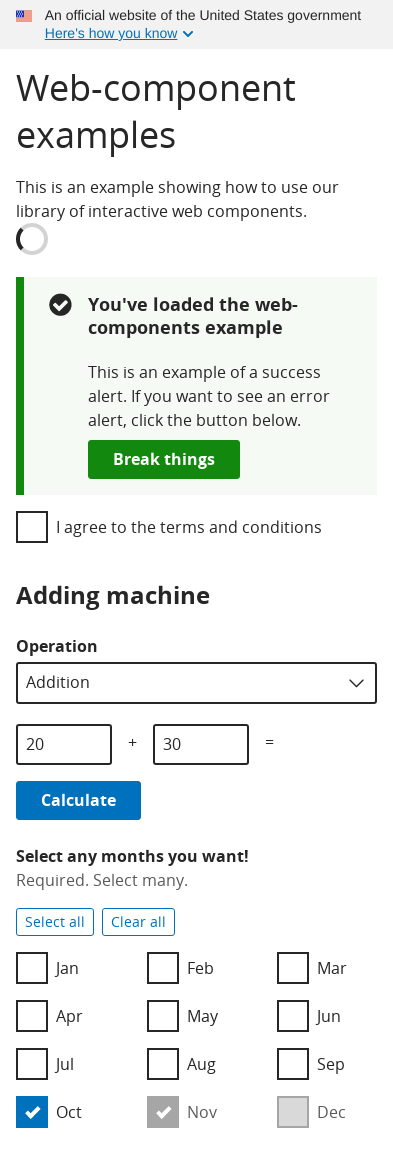 An official website of the United States government
Here's how you know
Web-component
examples
This is an example showing how to use our
library of interactive web components.
You've loaded the web-
components example
This is an example of a success
alert. If you want to see an error
alert, click the button below.
Break things
I agree to the terms and conditions
Adding machine
Operation
Addition
20 + 30 =
Calculate
Select any months you want!
Required. Select many.
Select all Clear all
Jan Feb Mar
Apr May Jun
Jul Aug Sep
Oct Nov Dec